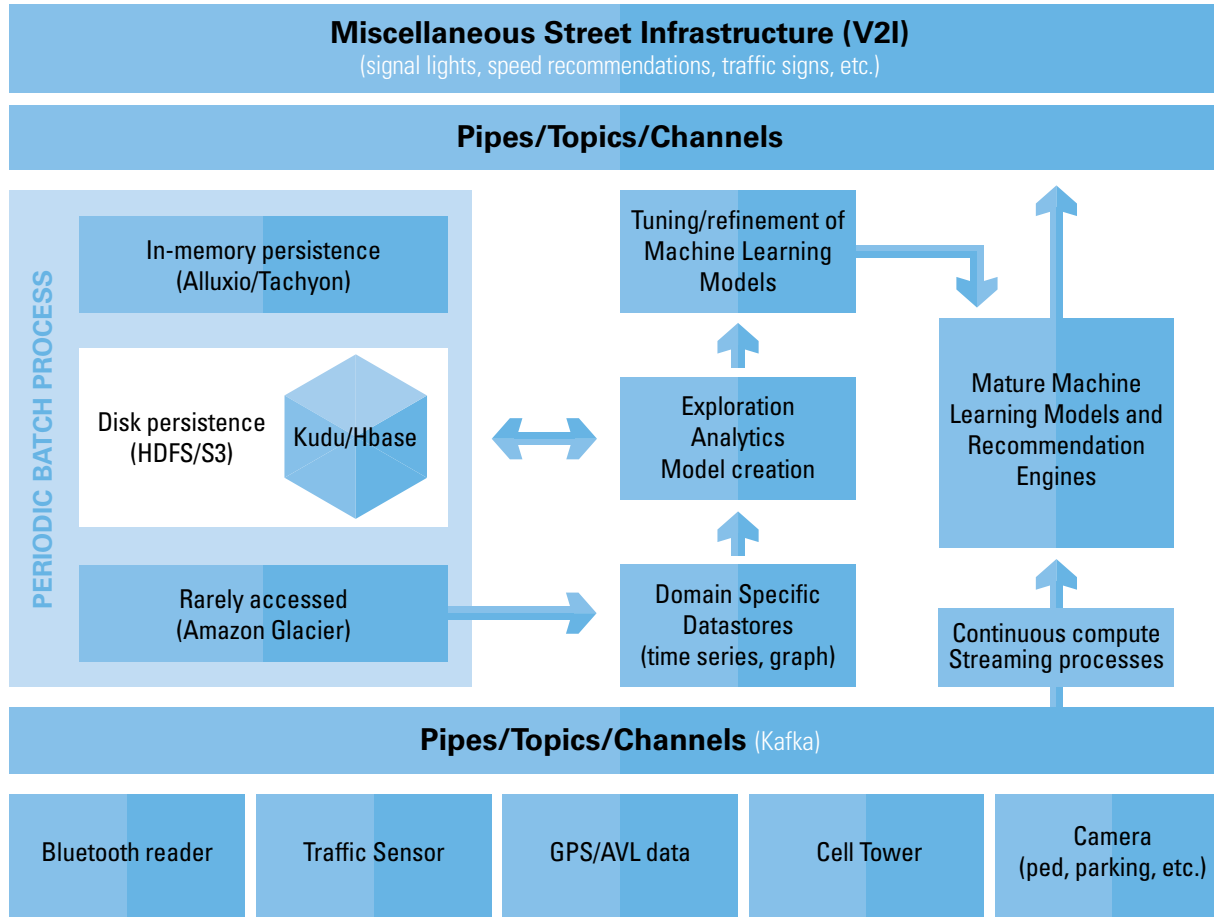 Miscellaneous Street Infrastructure (V2I)
(signal lights, speed recommendations, traffic signs, etc.)
Pipes/Topics/Channels
PERIODIC BATCH PROCESS
In-memory persistence
(Alluxio/Tachyon)
Disk persistence
(HDFS/S3)
Kudu/Hbase
Rarely accessed
(Amazon Glacier)
Tuning/refinement of
Machine Learning
Models
Exploration
Analytics
Model creation
Domain Specific
Datastores
(time series, graph)
Mature Machine
Learning Models and
Recommendation
Engines
Continuous compute
Streaming processes
Pipes/Topics/Channels (Kafka)
Bluetooth reader
Traffic Sensor
GPS/AVL data
Cell Tower
Camera
(ped, parking, etc.)